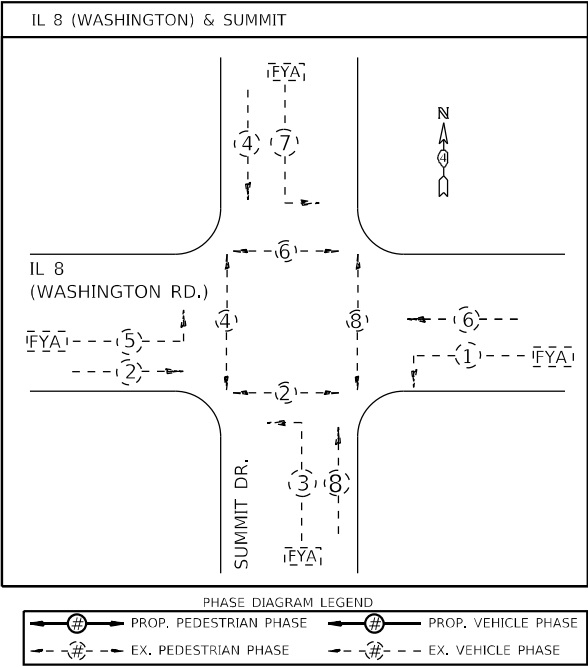 IL 8 (WASHINGTON) & SUMMIT
FYA
4 7
N
4
6
IL 8
(WASHINGTON RD.)
4 8 6
FYA 5
1 FYA
2
2
3 8
SUMMIT DR.
FYA
PHASE DIAGRAM LEGEND
# PROP. PEDESTRIAN PHASE # PROP. VEHICLE PHASE
# EX. PEDESTRIAN PHASE # EX. VEHICLE PHASE